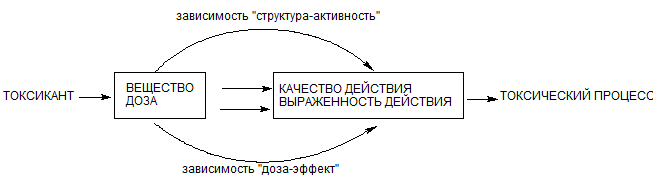 зависимость "структура-активность"
ТОКСИКАНТ
ВЕЩЕСТВО
ДОЗА
КАЧЕСТВО ДЕЙСТВИЯ
ВЫРАЖЕННОСТЬ ДЕЙСТВИЯ
ТОКСИЧЕСКИЙ ПРОЦЕСС
зависимость "доза-эффект"